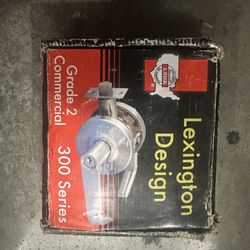 Lexington
Design
Grade 2
Commercial
300 Series